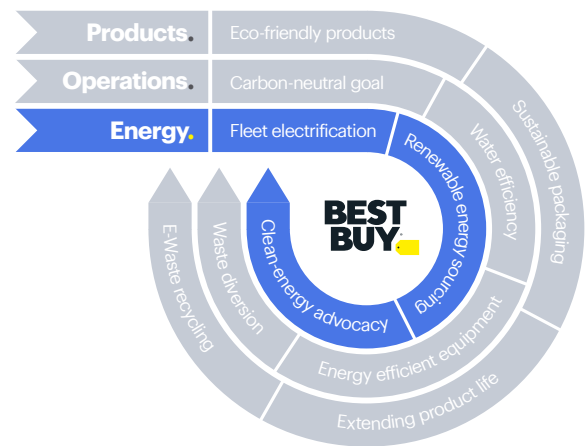 Products.
Eco-friendly products
Sustainable packaging
Extending product life
E-Waste recycling
Operations.
Carbon-neutral goal
Water efficiency
Energy efficient equipment
Waste diversion
Energy.
Fleet electrification
Renewable energy sourcing
Clean-energy advocacy
BEST
BUY